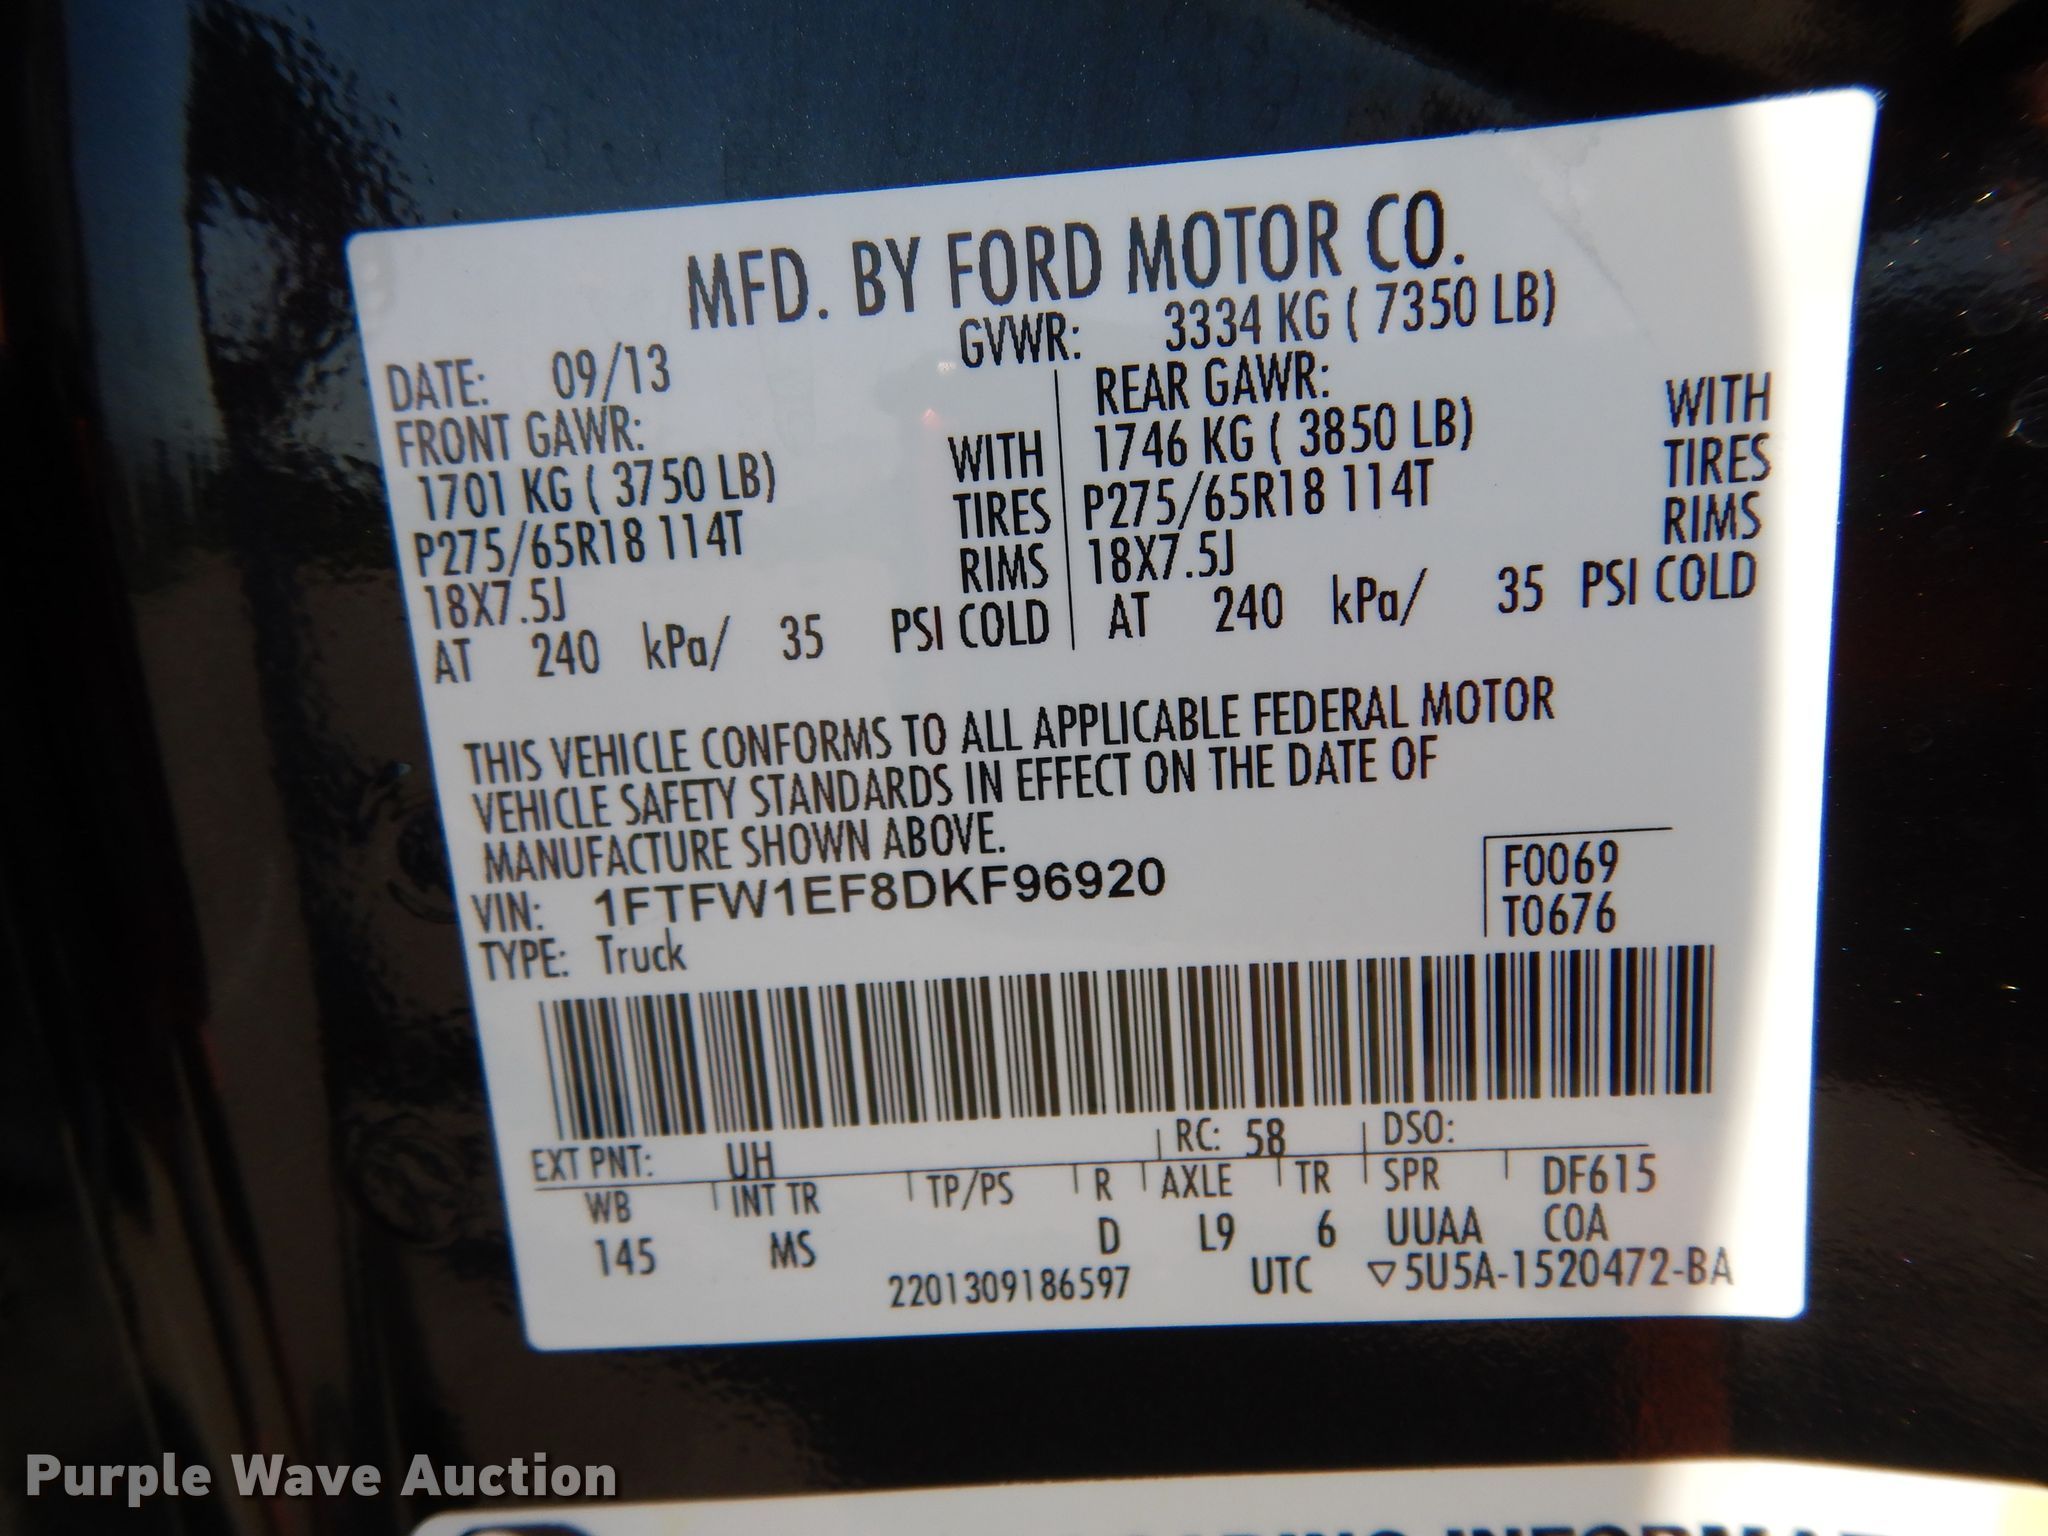 MFD. BY FORD MOTOR CO.
DATE: 09/13 GVWR: 3334 KG ( 7350 LB)
FRONT GAWR: REAR GAWR:
1701 KG ( 3750 LB) WITH 1746 KG ( 3850 LB) WITH
P275/65R18 114T TIRES P275/65R18 114T TIRES
18X7.5J RIMS 18X7.5J RIMS
AT 240 kPa/ 35 PSI COLD AT 240 kPa/ 35 PSI COLD
THIS VEHICLE CONFORMS TO ALL APPLICABLE FEDERAL MOTOR
VEHICLE SAFETY STANDARDS IN EFFECT ON THE DATE OF
MANUFACTURE SHOWN ABOVE.
VIN: 1FTFW1EF8DKF96920 F0069
TYPE: Truck T0676
EXT PNT: UH RC: 58 DSO:
WB INT TR TP/PS R AXLE TR SPR DF615
145 MS D L9 6 UUAA COA
2201309186597 UTC ▽5U5A-1520472-BA
Purple Wave Auction